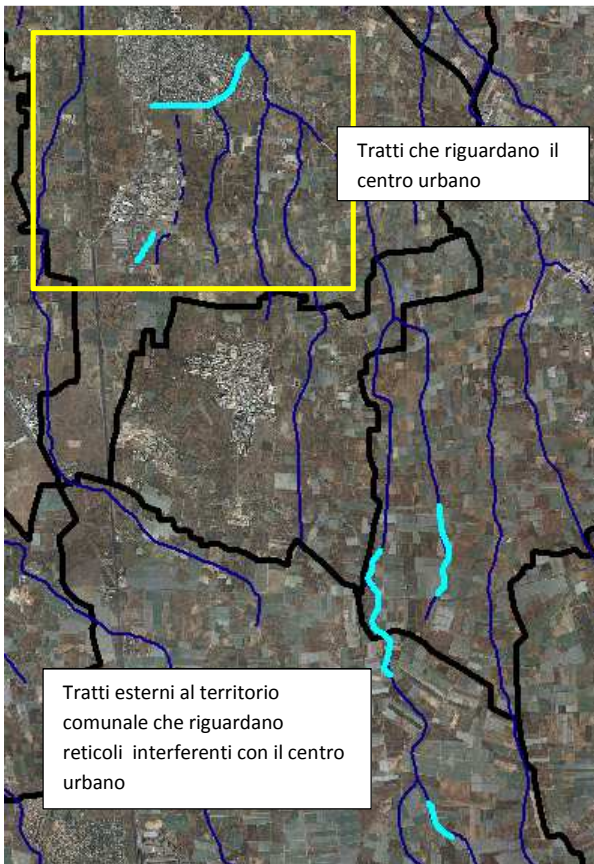 Tratti che riguardano il
centro urbano
Tratti esterni al territorio
comunale che riguardano
reticoli interferenti con il centro
urbano